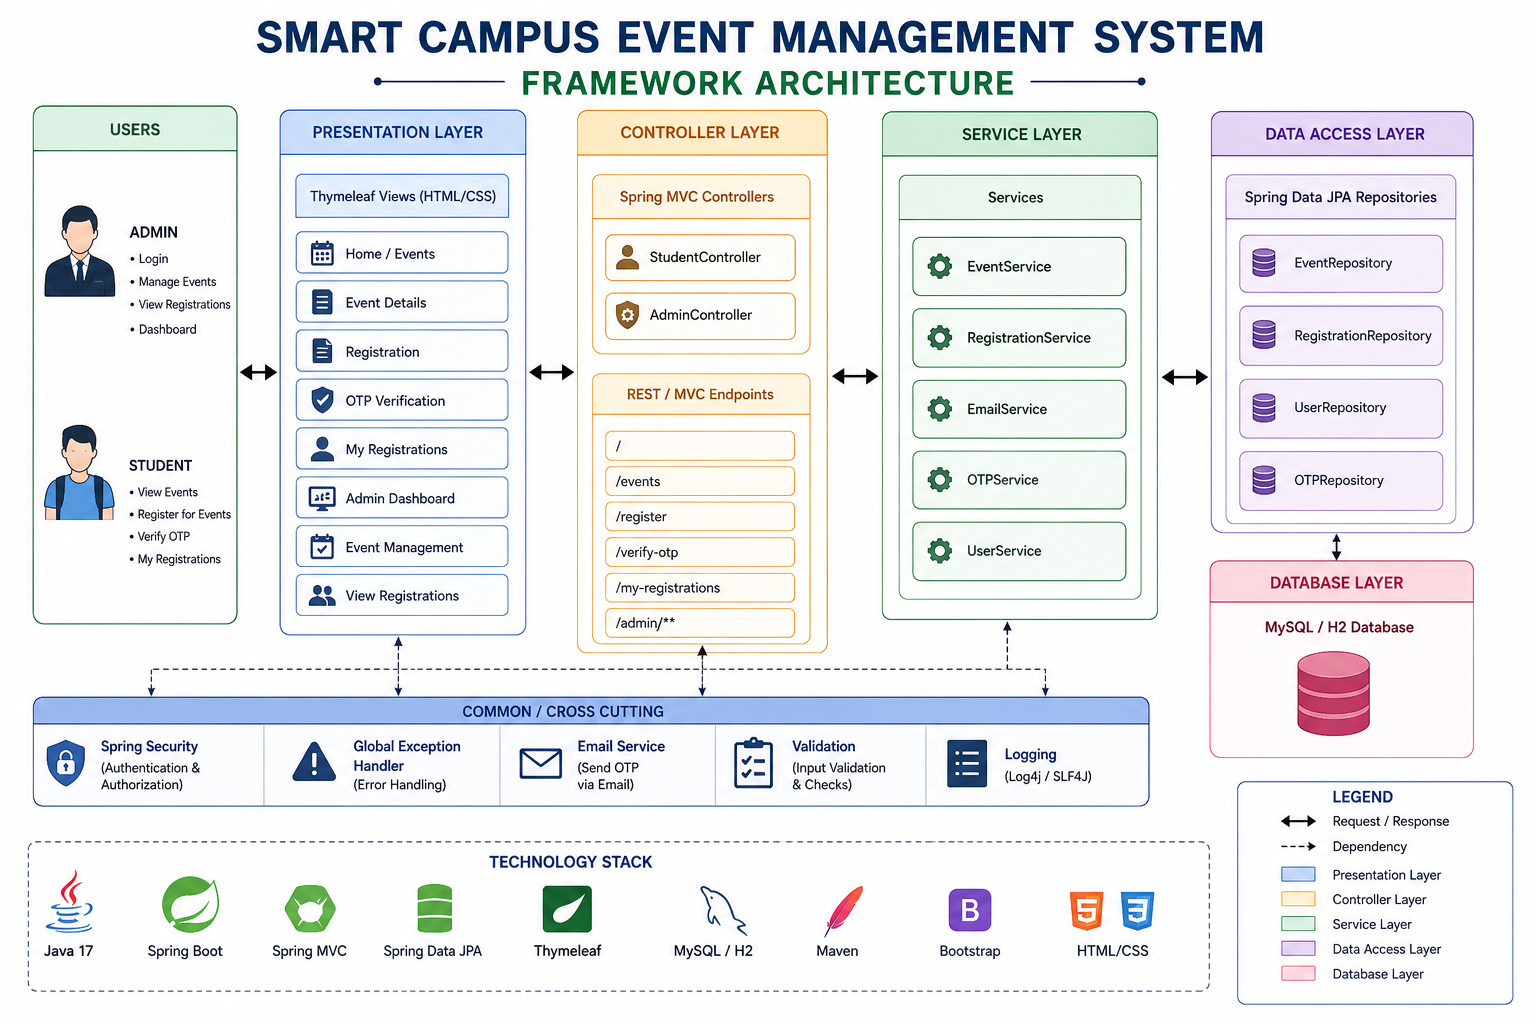 SMART CAMPUS EVENT MANAGEMENT SYSTEM
FRAMEWORK ARCHITECTURE
USERS
ADMIN
• Login
• Manage Events
• View Registrations
• Dashboard
STUDENT
• View Events
• Register for Events
• Verify OTP
• My Registrations
PRESENTATION LAYER
Thymeleaf Views (HTML/CSS)
Home / Events
Event Details
Registration
OTP Verification
My Registrations
Admin Dashboard
Event Management
View Registrations
CONTROLLER LAYER
Spring MVC Controllers
StudentController
AdminController
REST / MVC Endpoints
/
/events
/register
/verify-otp
/my-registrations
/admin/**
SERVICE LAYER
Services
EventService
RegistrationService
EmailService
OTPService
UserService
DATA ACCESS LAYER
Spring Data JPA Repositories
EventRepository
RegistrationRepository
UserRepository
OTPRepository
DATABASE LAYER
MySQL / H2 Database
COMMON / CROSS CUTTING
Spring Security
(Authentication &
Authorization)
Global Exception
Handler
(Error Handling)
Email Service
(Send OTP
via Email)
Validation
(Input Validation
& Checks)
Logging
(Log4j / SLF4J)
TECHNOLOGY STACK
Java 17
Spring Boot
Spring MVC
Spring Data JPA
Thymeleaf
MySQL / H2
Maven
B
Bootstrap
5
3
HTML/CSS
LEGEND
Request / Response
Dependency
Presentation Layer
Controller Layer
Service Layer
Data Access Layer
Database Layer